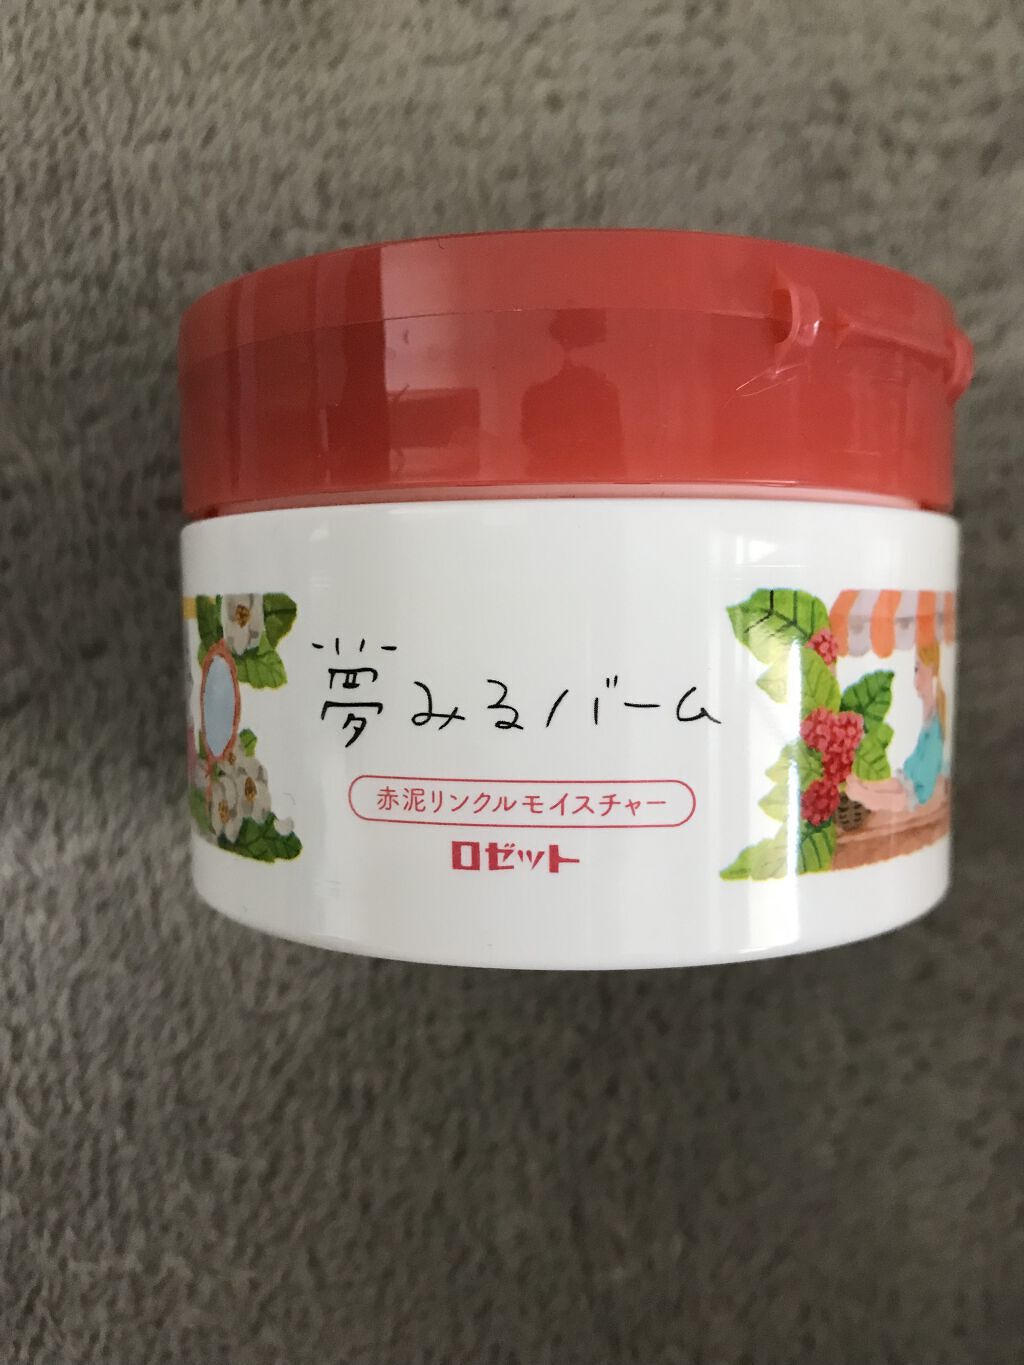 夢みるバーム
赤泥リンクルモイスチャー
ロゼット